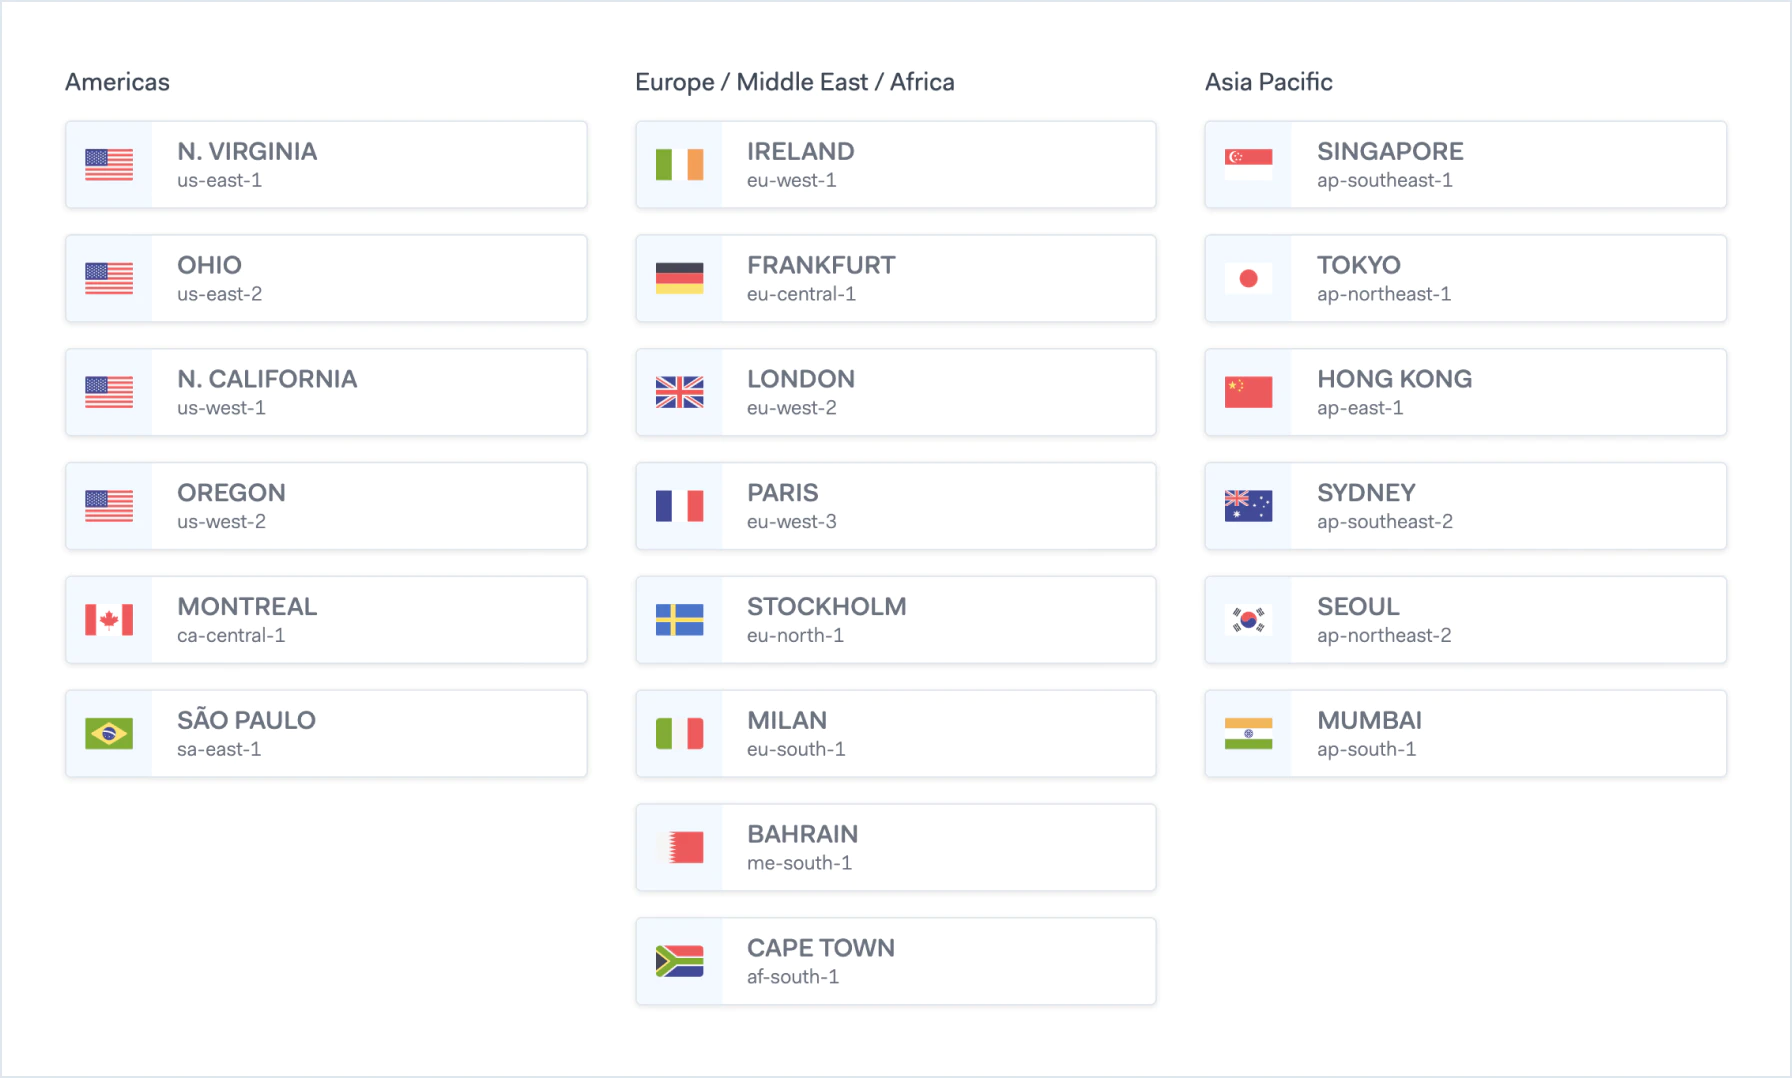 Americas
N. VIRGINIA
us-east-1
OHIO
us-east-2
N. CALIFORNIA
us-west-1
OREGON
us-west-2
MONTREAL
ca-central-1
SÃO PAULO
sa-east-1
Europe / Middle East / Africa
IRELAND
eu-west-1
FRANKFURT
eu-central-1
LONDON
eu-west-2
PARIS
eu-west-3
STOCKHOLM
eu-north-1
MILAN
eu-south-1
BAHRAIN
me-south-1
CAPE TOWN
af-south-1
Asia Pacific
SINGAPORE
ap-southeast-1
TOKYO
ap-northeast-1
HONG KONG
ap-east-1
SYDNEY
ap-southeast-2
SEOUL
ap-northeast-2
MUMBAI
ap-south-1